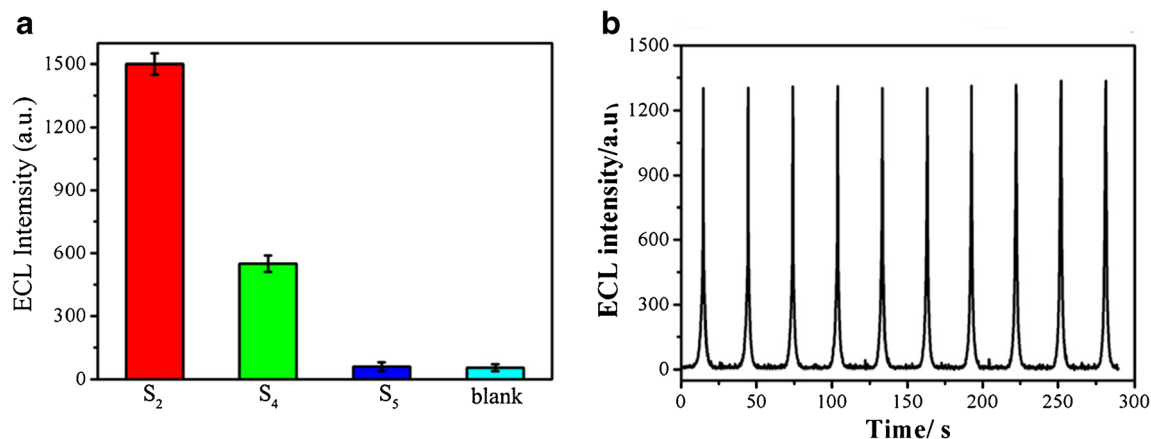 a
ECL Intemsity (a.u.)
1500
1200
900
600
300
0
S₂ S₄ S₅ blank
b
ECL intensity/a.u)
1500
1200
900
600
300
0
0 50 100 150 200 250 300
Time/ s